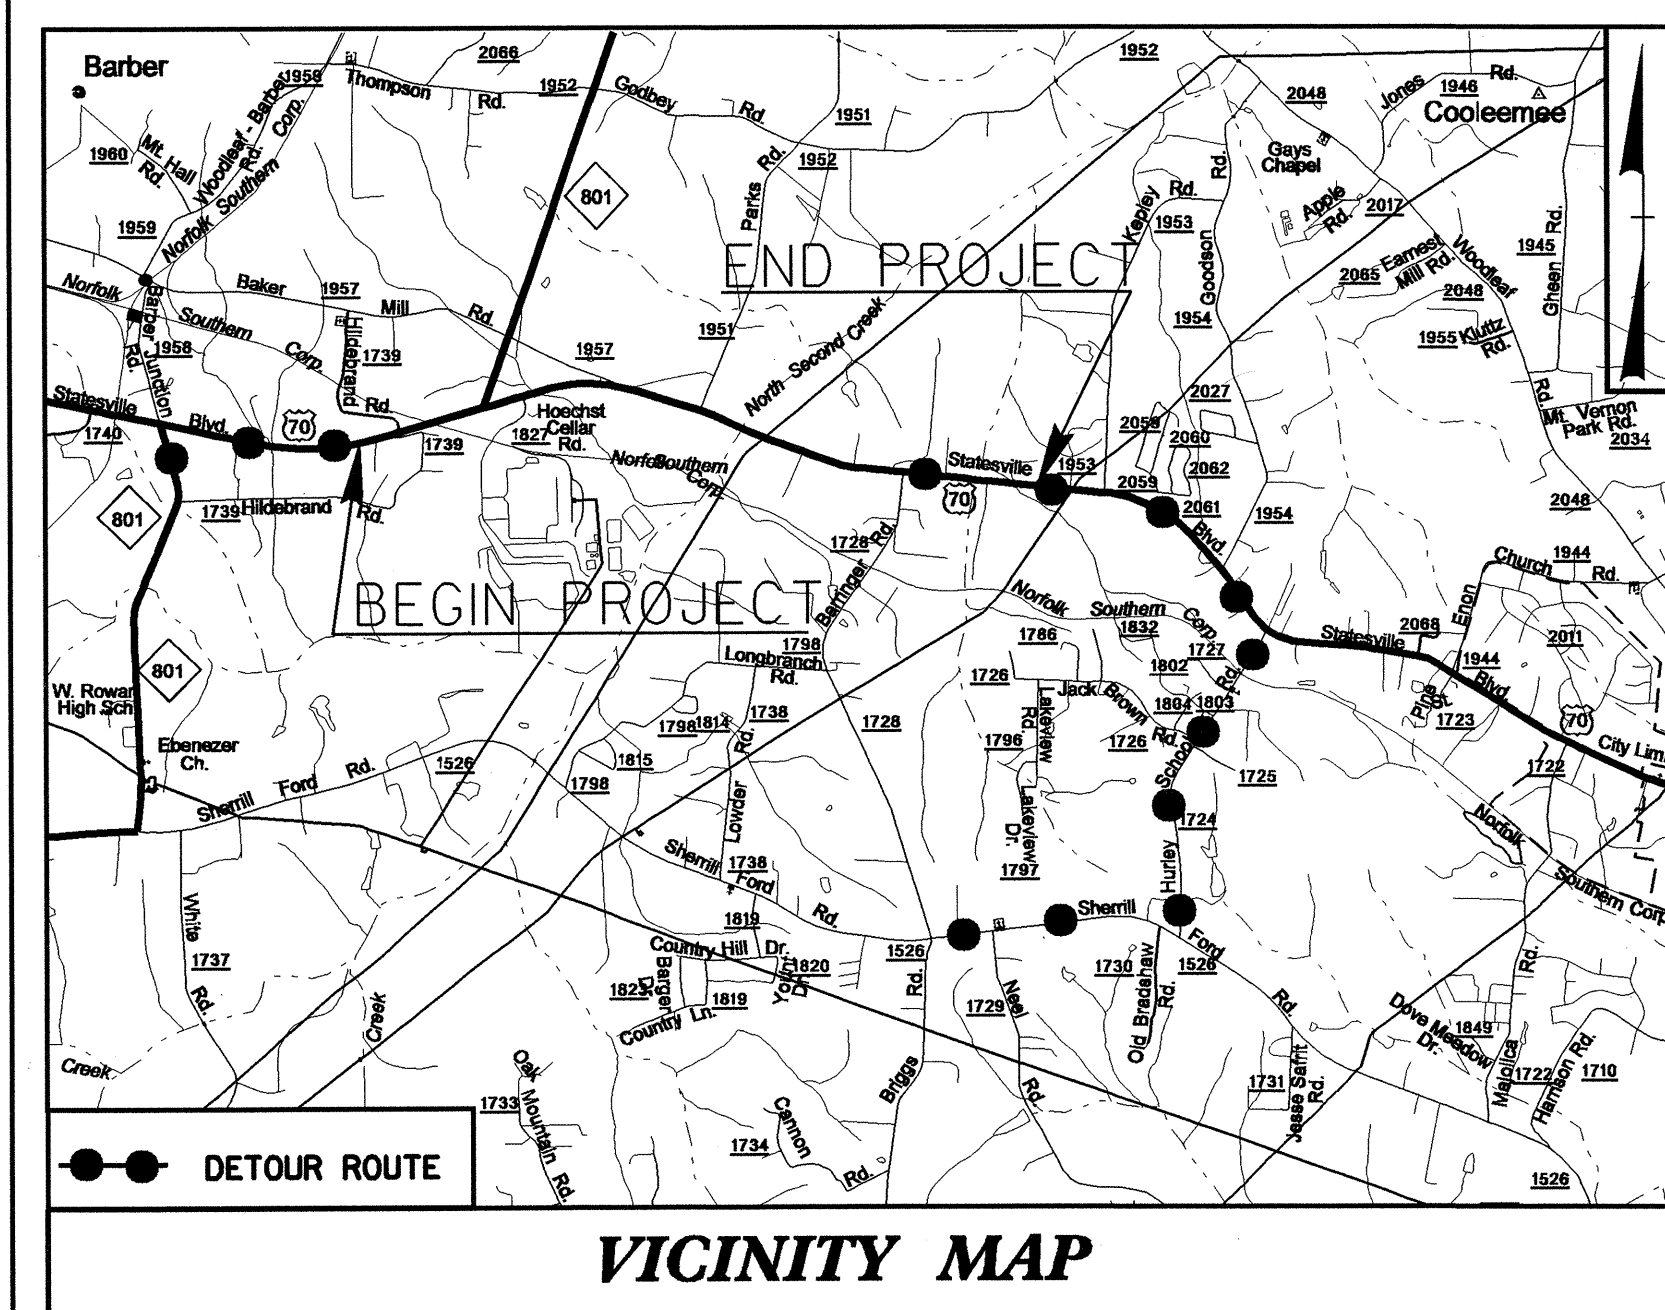 Barber
1958
Thompson
2066
Rd.
1952
Godbey
Rd.
1951
1952
1952
2048
Jones
1946
Rd.
Cooleemee
1960
Mt. Hall
Rd.
Woodleaf - Barber
Rd.
Corp.
Norfolk Southern
1959
801
Parks
Rd.
Kepley
Rd.
1953
Rd.
Goodson
Gays
Chapel
Apple
Rd.
2017
2065
Earnest
Mill Rd.
Woodleaf
2048
1945
Gheen
Rd.
END PROJECT
Norfolk
Southern
Corp.
Baker
1957
Mill
Rd.
1957
1951
North Second Creek
1954
1955
Kluttz
Rd.
Barber Junction
Rd.
1958
Hildebrand
1739
Rd.
Statesville
1740
Blvd.
70
1739
Hoechst
Cellar
Rd.
1827
Norfolk
Southern
Corp.
Statesville
70
1953
2059
2027
2058
2060
2062
2061
Blvd.
1954
Rd.
Mt. Vernon
Park Rd.
2034
2048
801
1739
Hildebrand
Rd.
1728
Barringer
Rd.
BEGIN PROJECT
Norfolk
Southern
Corp.
Church
1944
Rd.
Enon
2068
Statesville
2011
1944
Blvd.
Pine
St.
1723
70
City Lim
1722
801
W. Rowan
High Sch.
Ebenezer
Ch.
1798
Longbranch
Rd.
1786
1832
1727
1726
1802
Rd.
Jack
Brown
Rd.
1804
1803
Lakeview
Rd.
1796
1726
School
1725
1724
Hurley
Lakeview
Dr.
1797
1798
1814
1738
Rd.
Lowder
1728
1815
1798
1526
Sherrill
Ford
Rd.
Sherrill
1738
Ford
Rd.
Norfolk
Southern Corp.
White
1737
Rd.
1819
Country Hill
Dr.
1820
Young
Dr.
Barger
Dr.
1823
1819
Country Ln.
1526
Sherrill
Ford
1526
Rd.
1730
Old Bradshaw
Rd.
1729
Neel
Rd.
Rd.
Briggs
Dove Meadow
Dr.
1849
Rd.
Majolica
1722
Harrison Rd.
1710
1731
Jesse Safrit
Rd.
1526
Creek
Creek
1733
Oak Mountain Rd.
Cannon
1734
Rd.
DETOUR ROUTE
VICINITY MAP